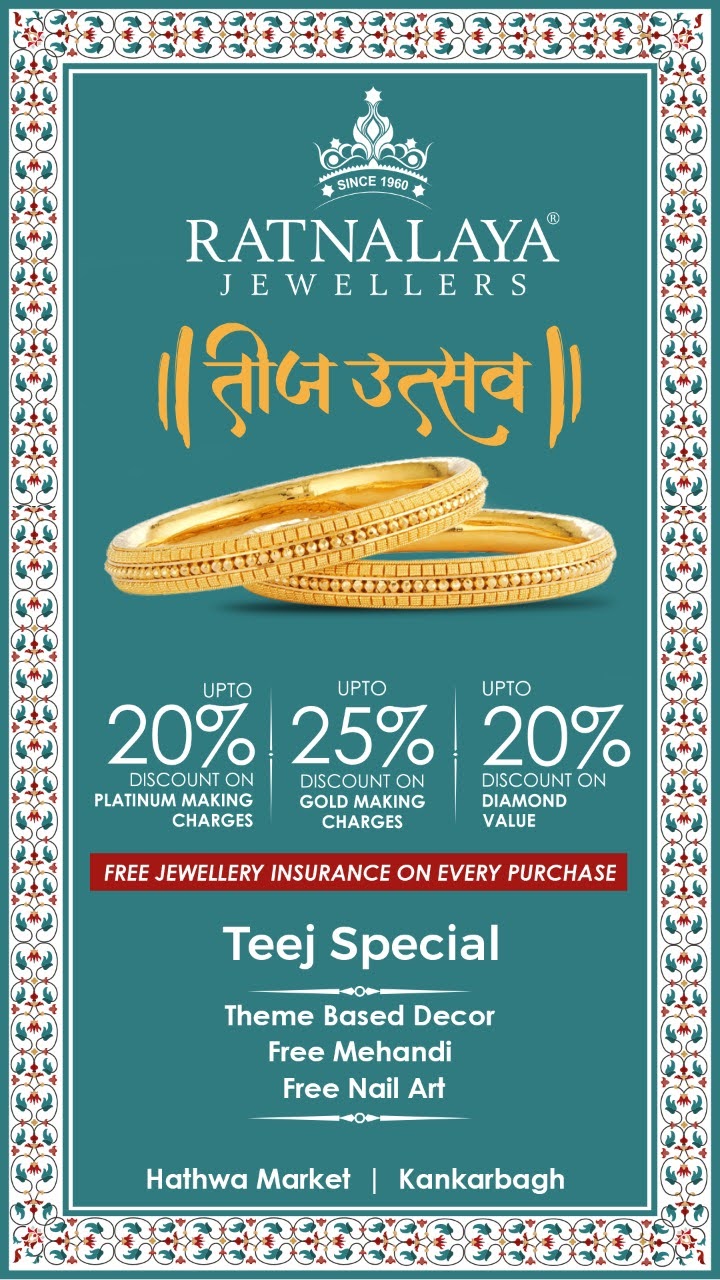 SINCE 1960
RATNALAYA®
JEWELLERS
॥ तीज उत्सव ॥
UPTO
20%
DISCOUNT ON
PLATINUM MAKING
CHARGES
UPTO
25%
DISCOUNT ON
GOLD MAKING
CHARGES
UPTO
20%
DISCOUNT ON
DIAMOND
VALUE
FREE JEWELLERY INSURANCE ON EVERY PURCHASE
Teej Special
Theme Based Decor
Free Mehandi
Free Nail Art
Hathwa Market | Kankarbagh